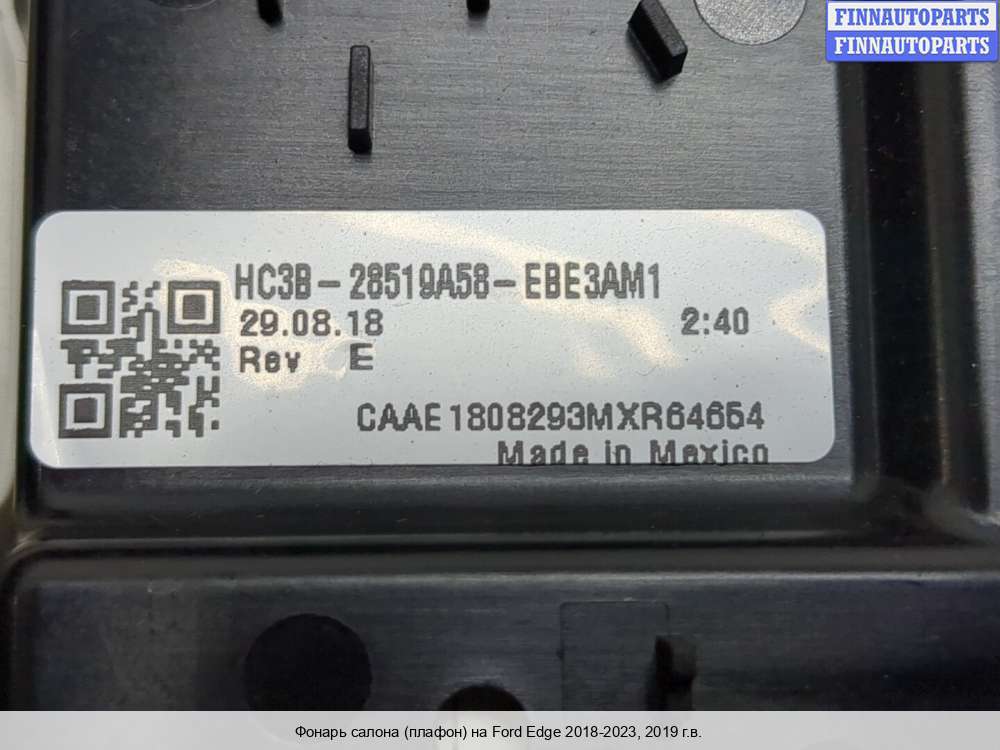 FINNAUTOPARTS
FINNAUTOPARTS
HC3B-28519A58-EBE3AM1
29.08.18 2:40
Rev E
CAAE1808293MXR64654
Made in Mexico
Фонарь салона (плафон) на Ford Edge 2018-2023, 2019 г.в.